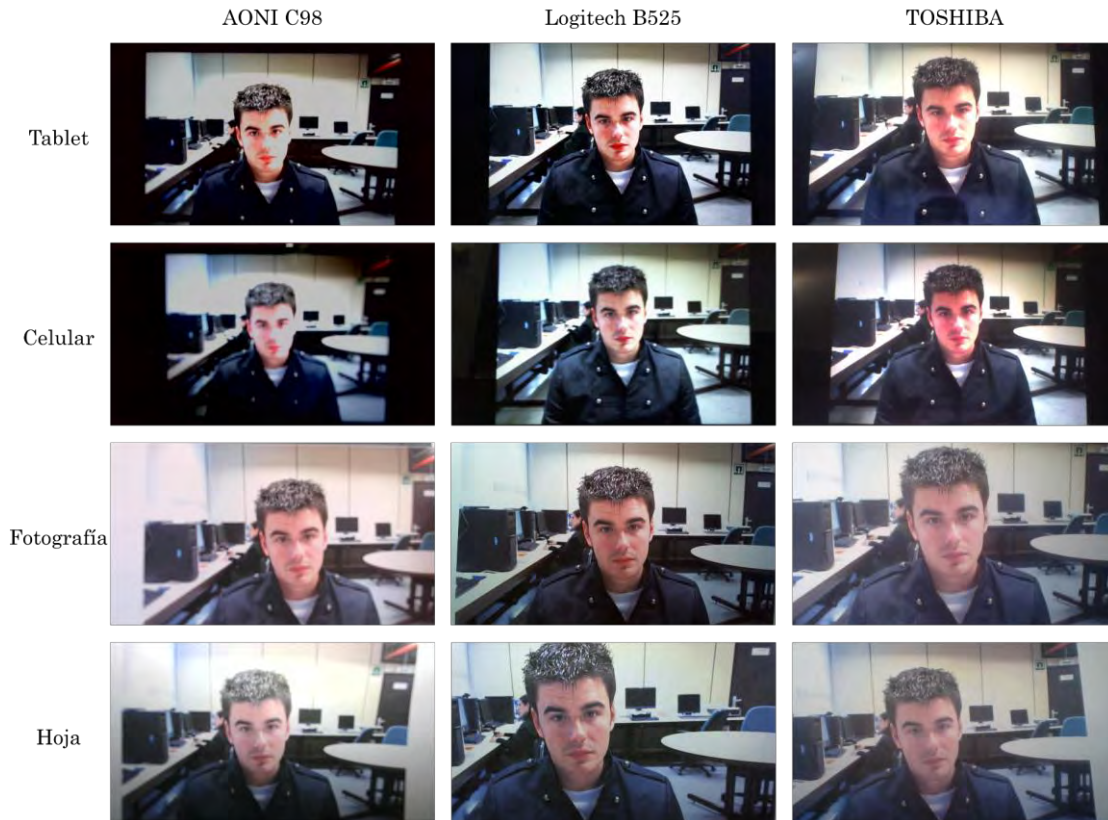 AONI C98
Logitech B525
TOSHIBA
Tablet
Celular
Fotografía
Hoja